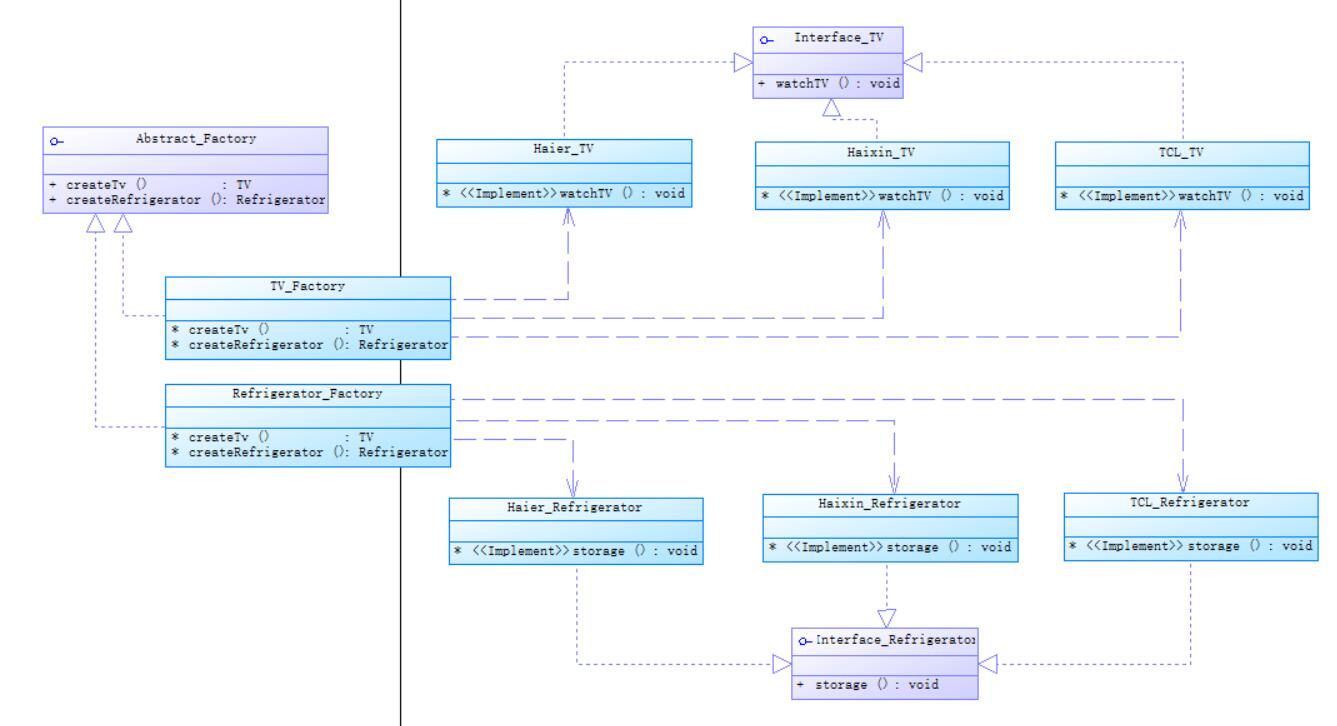 Interface_TV
+ watchTV () : void
Abstract_Factory
+ createTv () : TV
+ createRefrigerator (): Refrigerator
Haier_TV
* <<Implement>> watchTV () : void
Haixin_TV
* <<Implement>> watchTV () : void
TCL_TV
* <<Implement>> watchTV () : void
TV_Factory
* createTv () : TV
* createRefrigerator (): Refrigerator
Refrigerator_Factory
* createTv () : TV
* createRefrigerator (): Refrigerator
Haier_Refrigerator
* <<Implement>> storage () : void
Haixin_Refrigerator
* <<Implement>> storage () : void
TCL_Refrigerator
* <<Implement>> storage () : void
Interface_Refrigerator
+ storage () : void